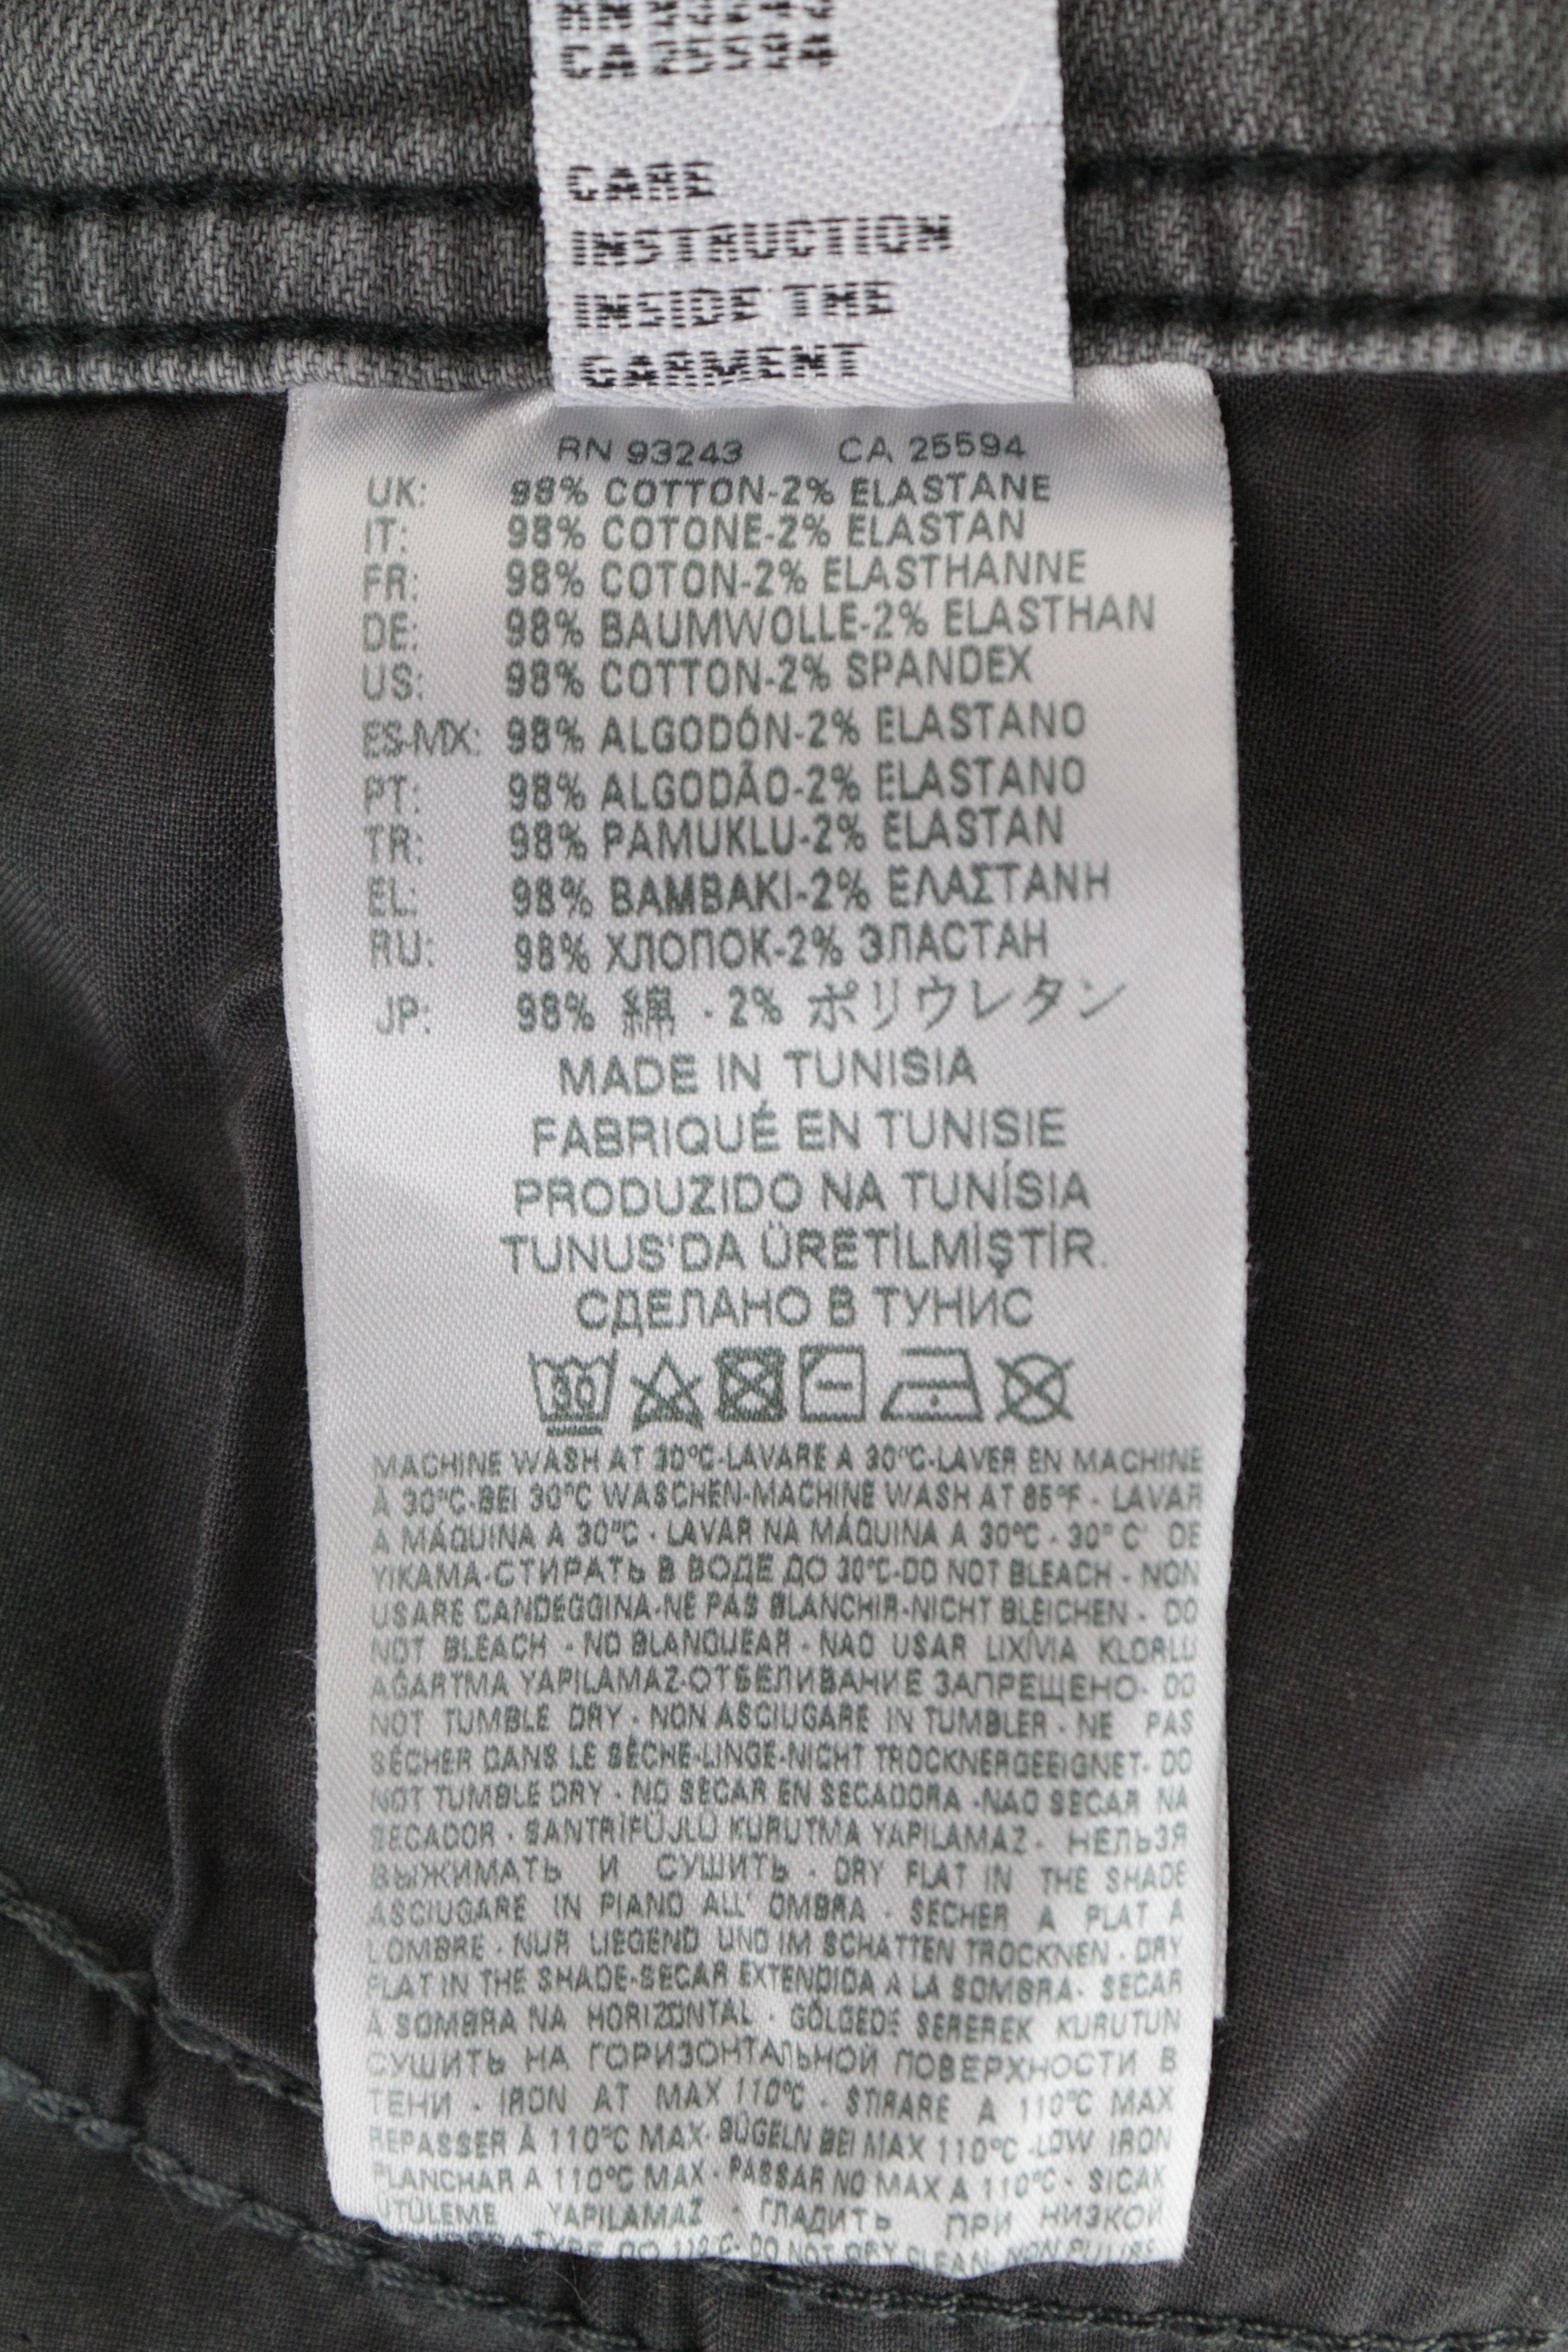 CA 25594
CARE
INSTRUCTION
INSIDE THE
GARMENT
RN 93243 CA 25594
UK: 98% COTTON-2% ELASTANE
IT: 98% COTONE-2% ELASTAN
FR: 98% COTON-2% ELASTHANNE
DE: 98% BAUMWOLLE-2% ELASTHAN
US: 98% COTTON-2% SPANDEX
ES-MX: 98% ALGODÓN-2% ELASTANO
PT: 98% ALGODÃO-2% ELASTANO
TR: 98% PAMUKLU-2% ELASTAN
EL: 98% BAMBAKI-2% ΕΛΑΣΤΑΝΗ
RU: 98% ХЛОПОК-2% ЭЛАСТАН
JP: 98% 綿 - 2% ポリウレタン
MADE IN TUNISIA
FABRIQUÉ EN TUNISIE
PRODUZIDO NA TUNÍSIA
TUNUS'DA ÜRETİLMİŞTİR.
СДЕЛАНО В ТУНИС
30
MACHINE WASH AT 30°C-LAVARE A 30°C-LAVER EN MACHINE
À 30°C-BEI 30°C WASCHEN-MACHINE WASH AT 85°F - LAVAR
A MÁQUINA A 30°C - LAVAR NA MÁQUINA A 30°C - 30° C' DE
YIKAMA-СТИРАТЬ В ВОДЕ ДО 30°C-DO NOT BLEACH - NON
USARE CANDEGGINA-NE PAS BLANCHIR-NICHT BLEICHEN - DO
NOT BLEACH - NO BLANQUEAR - NAO USAR LIXÍVIA KLORLU
AĞARTMA YAPILAMAZ-ОТБЕЛИВАНИЕ ЗАПРЕЩЕНО- DO
NOT TUMBLE DRY - NON ASCIUGARE IN TUMBLER - NE PAS
SÉCHER DANS LE SÈCHE-LINGE-NICHT TROCKNERGEEIGNET- DO
NOT TUMBLE DRY - NO SECAR EN SECADORA -NAO SECAR NA
SECADOR - SANTRİFÜJLÜ KURUTMA YAPILAMAZ - НЕЛЬЗЯ
ВЫЖИМАТЬ И СУШИТЬ - DRY FLAT IN THE SHADE
ASCIUGARE IN PIANO ALL' OMBRA - SECHER A PLAT A
L'OMBRE - NUR LIEGEND UND IM SCHATTEN TROCKNEN - DRY
FLAT IN THE SHADE-SECAR EXTENDIDA A LA SOMBRA- SECAR
À SOMBRA NA HORIZONTAL - GÖLGEDE SEREREK KURUTUN
СУШИТЬ НА ГОРИЗОНТАЛЬНОЙ ПОВЕРХНОСТИ В
ТЕНИ - IRON AT MAX 110°C - STIRARE A 110°C MAX
REPASSER À 110°C MAX- BÜGELN BEI MAX 110°C -LOW IRON
PLANCHAR A 110°C MAX - PASSAR NO MAX A 110°C - SICAK
ÜTÜLEME YAPILAMAZ - ГЛАДИТЬ ПРИ НИЗКОЙ
DO NOT DRY CLEAN